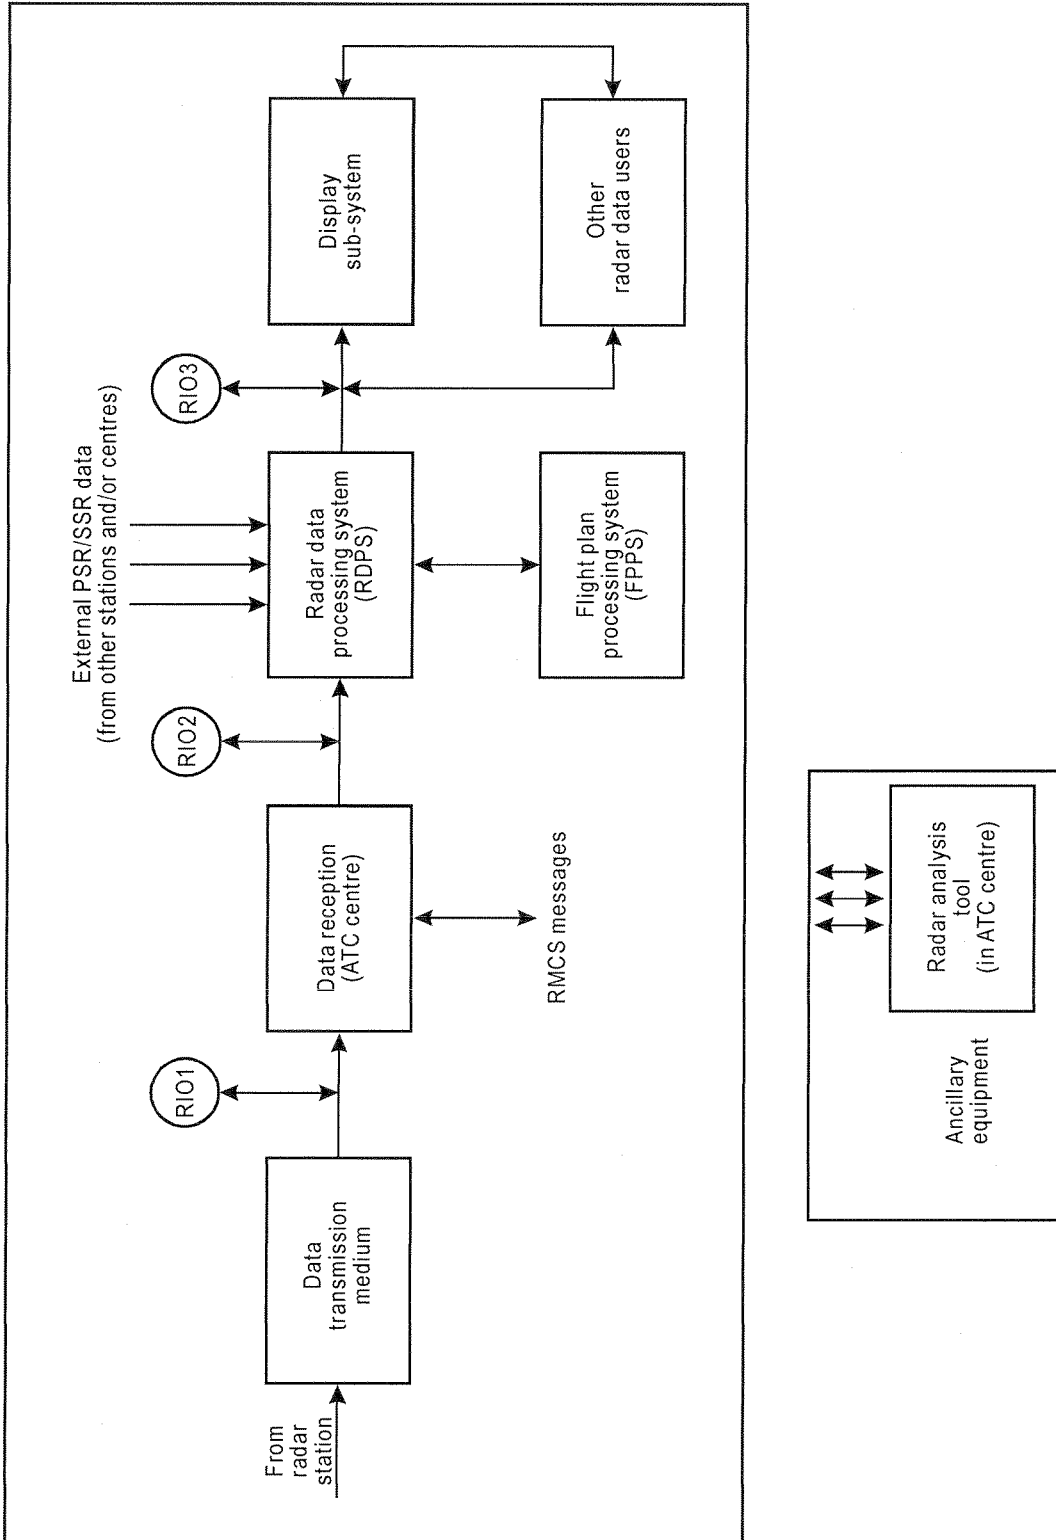 From
radar
station
Data
transmission
medium
RIO1
Data reception
(ATC centre)
RMCS messages
RIO2
External PSR/SSR data
(from other stations and/or centres)
Radar data
processing system
(RDPS)
Flight plan
processing system
(FPPS)
RIO3
Display
sub-system
Other
radar data users
Ancillary
equipment
Radar analysis
tool
(in ATC centre)